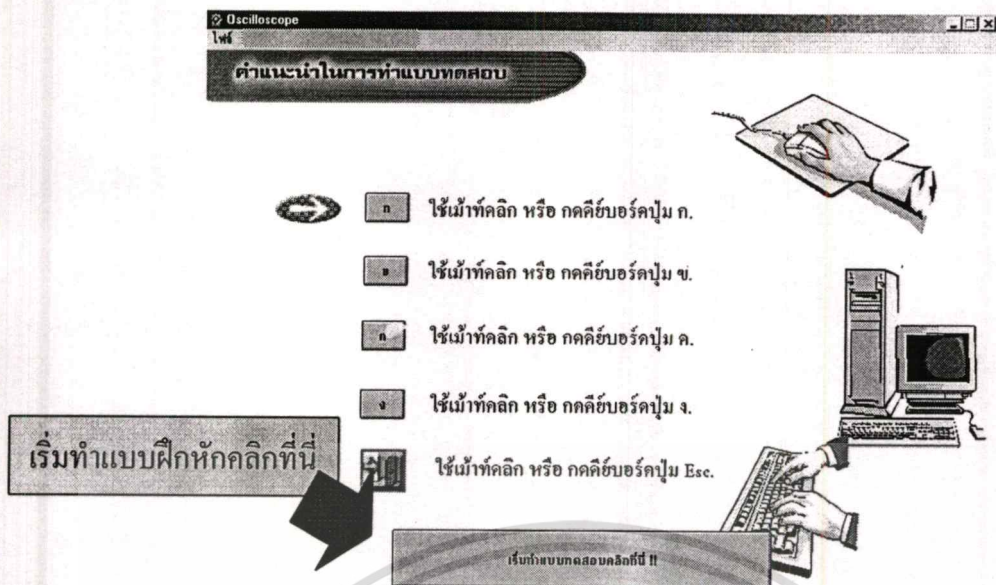 Oscilloscope
ไฟล์
คำแนะนำในการทำแบบทดสอบ
ก ใช้เม้าท์คลิก หรือ กดคีย์บอร์ดปุ่ม ก.
ข ใช้เม้าท์คลิก หรือ กดคีย์บอร์ดปุ่ม ข.
ค ใช้เม้าท์คลิก หรือ กดคีย์บอร์ดปุ่ม ค.
ง ใช้เม้าท์คลิก หรือ กดคีย์บอร์ดปุ่ม ง.
เริ่มทำแบบฝึกหักคลิกที่นี่
ใช้เม้าท์คลิก หรือ กดคีย์บอร์ดปุ่ม Esc.
เริ่มทำแบบทดสอบคลิกที่นี่ !!